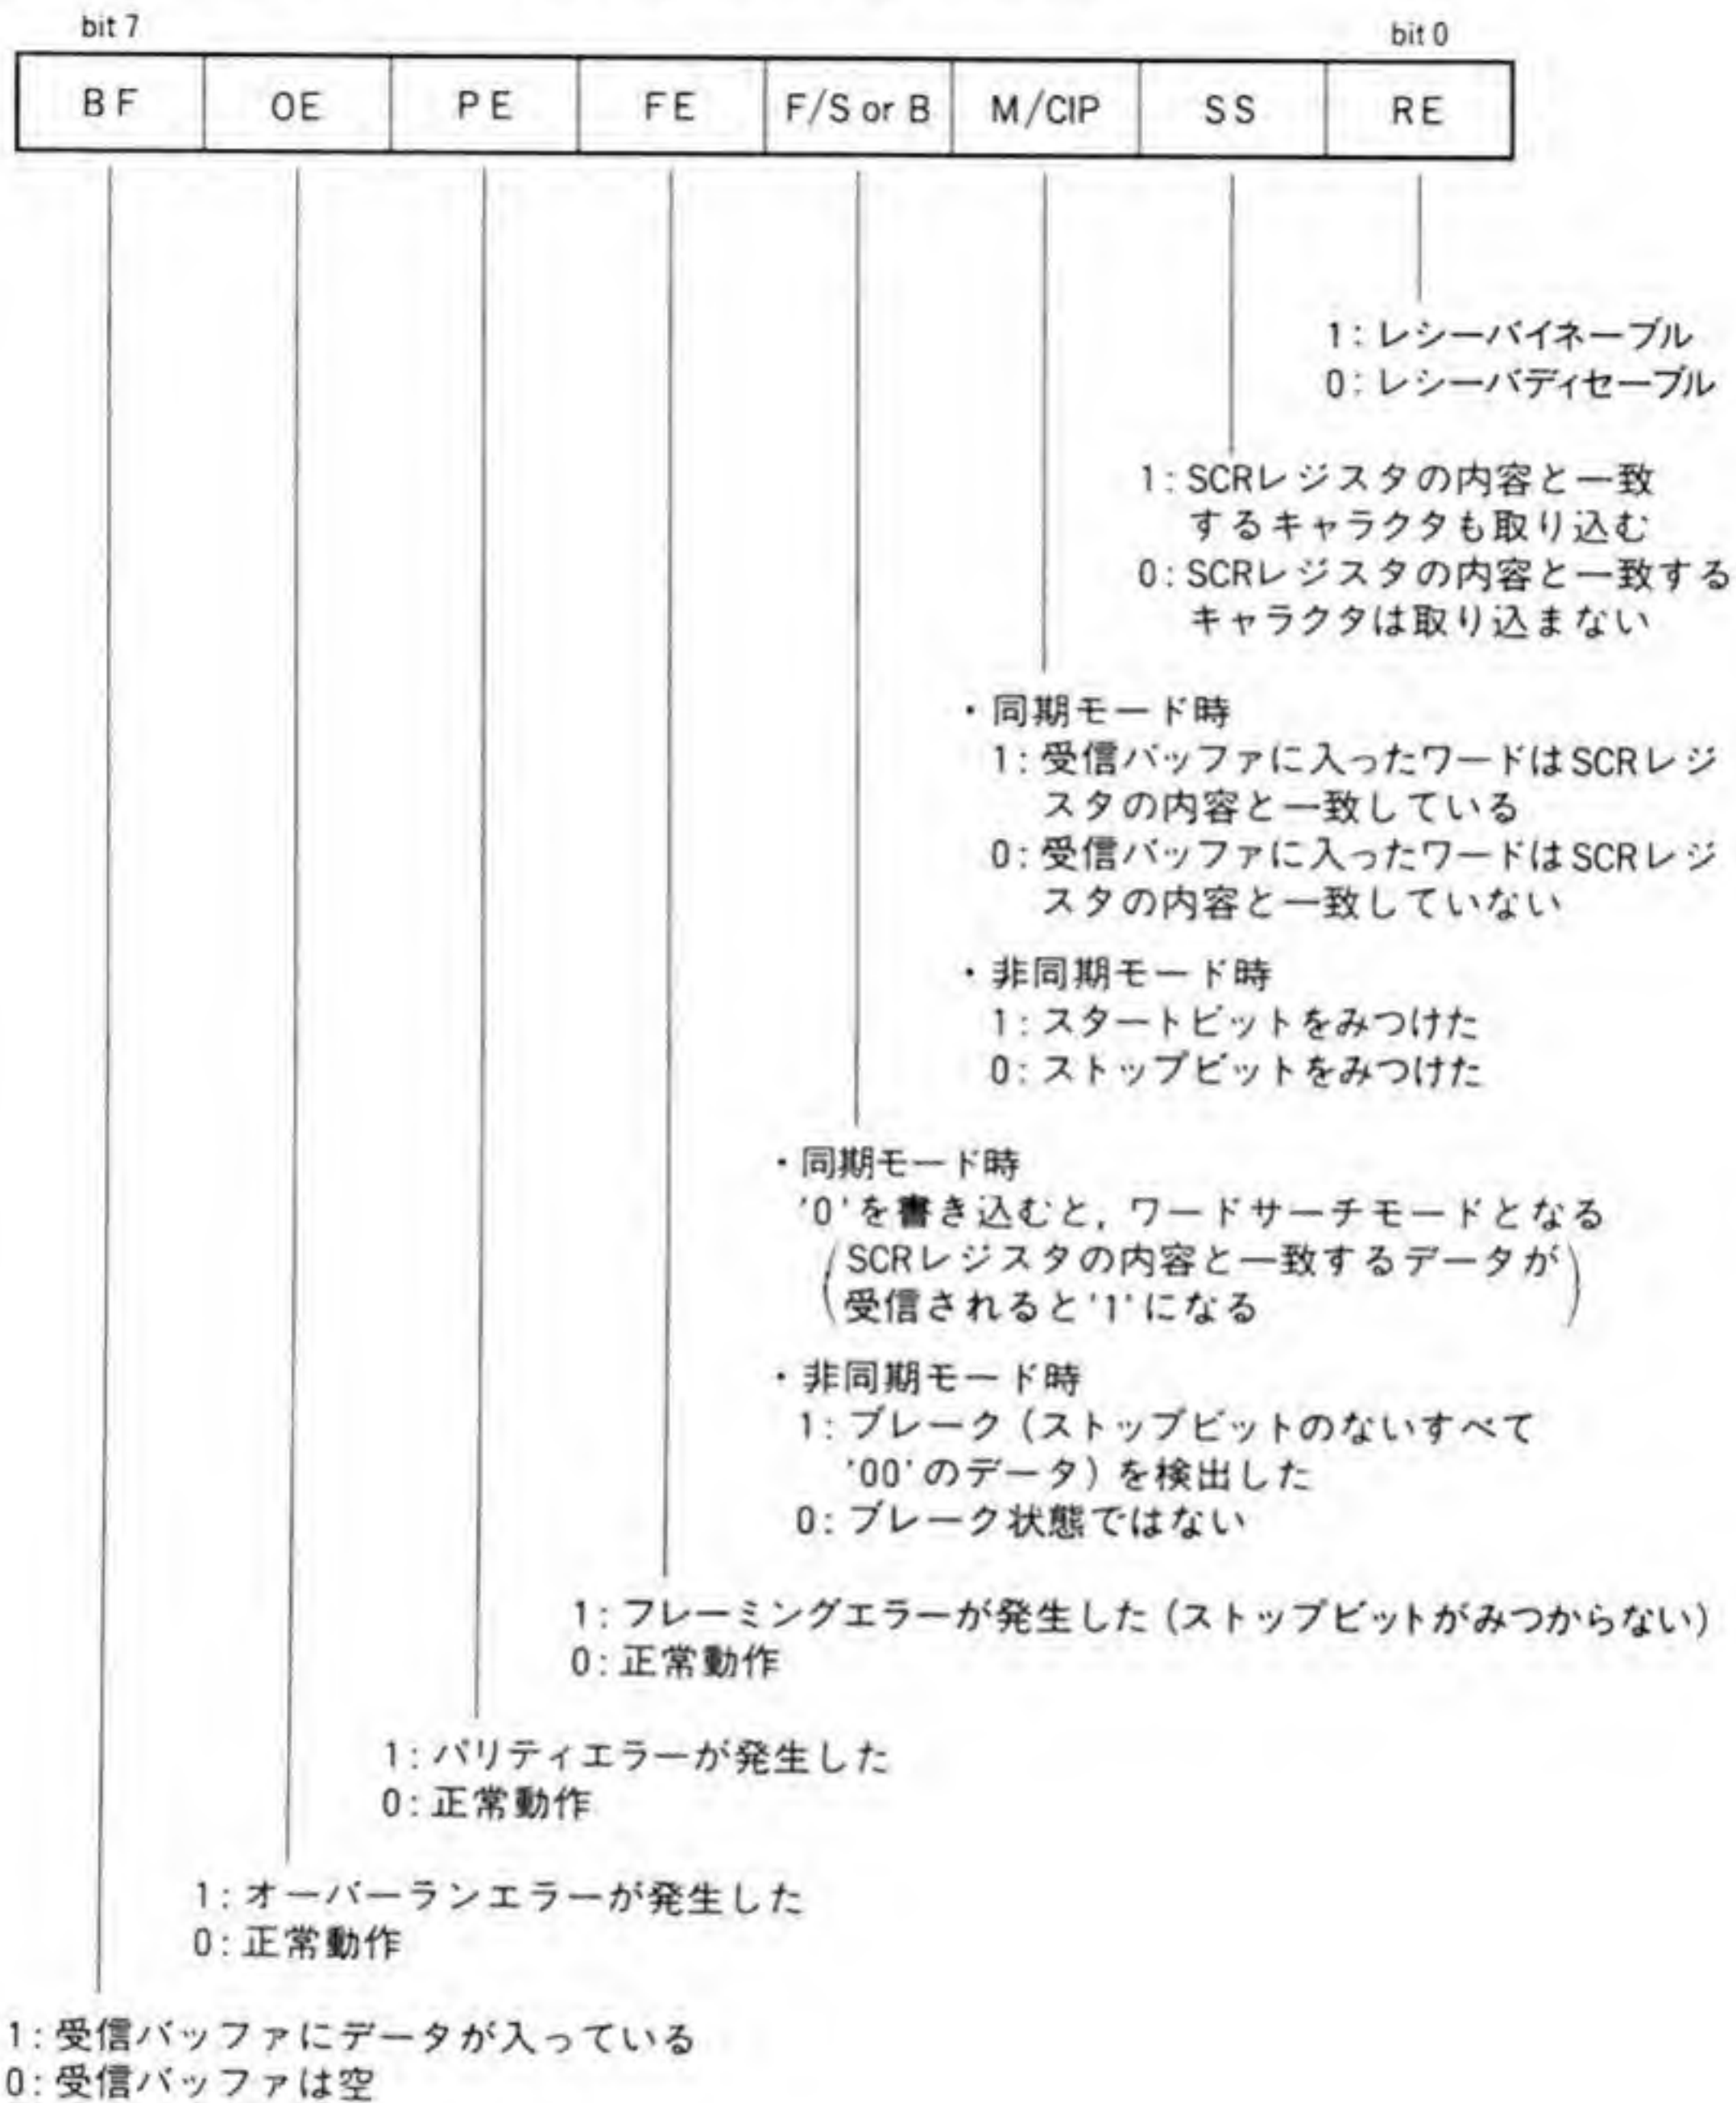 bit 7
bit 0
BF OE PE FE F/S or B M/CIP SS RE
1: レシーバイネーブル
0: レシーバディセーブル
1: SCRレジスタの内容と一致
するキャラクタも取り込む
0: SCRレジスタの内容と一致する
キャラクタは取り込まない
・同期モード時
1: 受信バッファに入ったワードはSCRレジ
スタの内容と一致している
0: 受信バッファに入ったワードはSCRレジ
スタの内容と一致していない
・非同期モード時
1: スタートビットをみつけた
0: ストップビットをみつけた
・同期モード時
'0'を書き込むと, ワードサーチモードとなる
(SCRレジスタの内容と一致するデータが
受信されると'1'になる)
・非同期モード時
1: ブレーク (ストップビットのないすべて
'00'のデータ) を検出した
0: ブレーク状態ではない
1: フレーミングエラーが発生した (ストップビットがみつからない)
0: 正常動作
1: パリティエラーが発生した
0: 正常動作
1: オーバーランエラーが発生した
0: 正常動作
1: 受信バッファにデータが入っている
0: 受信バッファは空